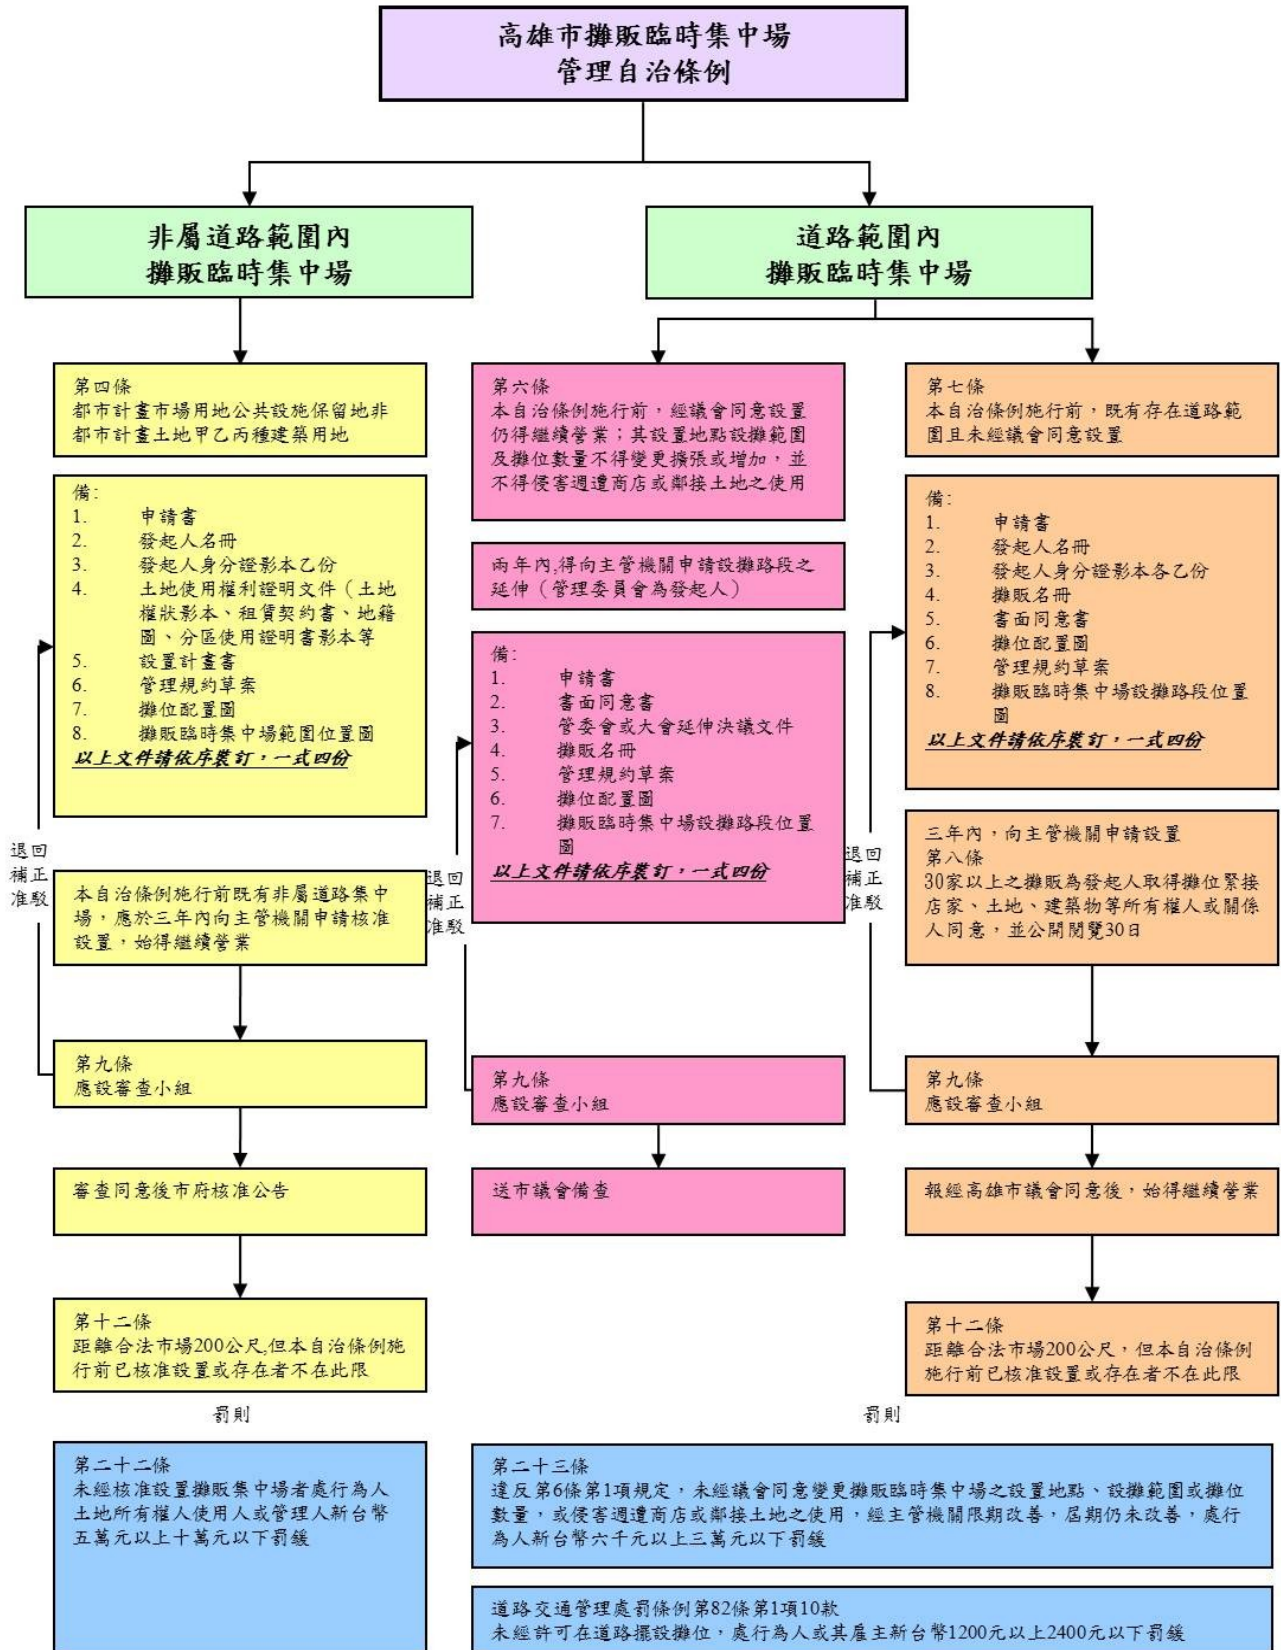 高雄市攤販臨時集中場
管理自治條例
非屬道路範圍內
攤販臨時集中場
道路範圍內
攤販臨時集中場
第四條
都市計畫市場用地公共設施保留地非
都市計畫土地甲乙丙種建築用地
備:
1. 申請書
2. 發起人名冊
3. 發起人身分證影本乙份
4. 土地使用權利證明文件（土地
權狀影本、租賃契約書、地籍
圖、分區使用證明書影本等
5. 設置計畫書
6. 管理規約草案
7. 攤位配置圖
8. 攤販臨時集中場範圍位置圖
以上文件請依序裝訂，一式四份
退回
補正
准駁
本自治條例施行前既有非屬道路集中
場，應於三年內向主管機關申請核准
設置，始得繼續營業
第九條
應設審查小組
審查同意後市府核准公告
第十二條
距離合法市場200公尺,但本自治條例施
行前已核准設置或存在者不在此限
罰則
第二十二條
未經核准設置攤販集中場者處行為人
土地所有權人使用人或管理人新台幣
五萬元以上十萬元以下罰鍰
第六條
本自治條例施行前，經議會同意設置
仍得繼續營業；其設置地點設攤範圍
及攤位數量不得變更擴張或增加，並
不得侵害週遭商店或鄰接土地之使用
兩年內,得向主管機關申請設攤路段之
延伸（管理委員會為發起人）
備:
1. 申請書
2. 書面同意書
3. 管委會或大會延伸決議文件
4. 攤販名冊
5. 管理規約草案
6. 攤位配置圖
7. 攤販臨時集中場設攤路段位置
圖
以上文件請依序裝訂，一式四份
退回
補正
准駁
第九條
應設審查小組
送市議會備查
第七條
本自治條例施行前，既有存在道路範
圍且未經議會同意設置
備:
1. 申請書
2. 發起人名冊
3. 發起人身分證影本各乙份
4. 攤販名冊
5. 書面同意書
6. 攤位配置圖
7. 管理規約草案
8. 攤販臨時集中場設攤路段位置
圖
以上文件請依序裝訂，一式四份
退回
補正
准駁
三年內，向主管機關申請設置
第八條
30家以上之攤販為發起人取得攤位緊接
店家、土地、建築物等所有權人或關係
人同意，並公開閱覽30日
第九條
應設審查小組
報經高雄市議會同意後，始得繼續營業
第十二條
距離合法市場200公尺，但本自治條例
施行前已核准設置或存在者不在此限
罰則
第二十三條
違反第6條第1項規定，未經議會同意變更攤販臨時集中場之設置地點、設攤範圍或攤位
數量，或侵害週遭商店或鄰接土地之使用，經主管機關限期改善，屆期仍未改善，處行
為人新台幣六千元以上三萬元以下罰鍰
道路交通管理處罰條例第82條第1項10款
未經許可在道路擺設攤位，處行為人或其雇主新台幣1200元以上2400元以下罰鍰